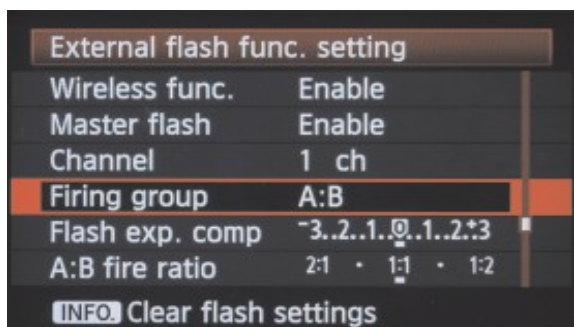 External flash func. setting
Wireless func. Enable
Master flash Enable
Channel 1 ch
Firing group A:B
Flash exp. comp -3..2..1..0..1..2.+3
A:B fire ratio 2:1 · 1:1 · 1:2
INFO. Clear flash settings